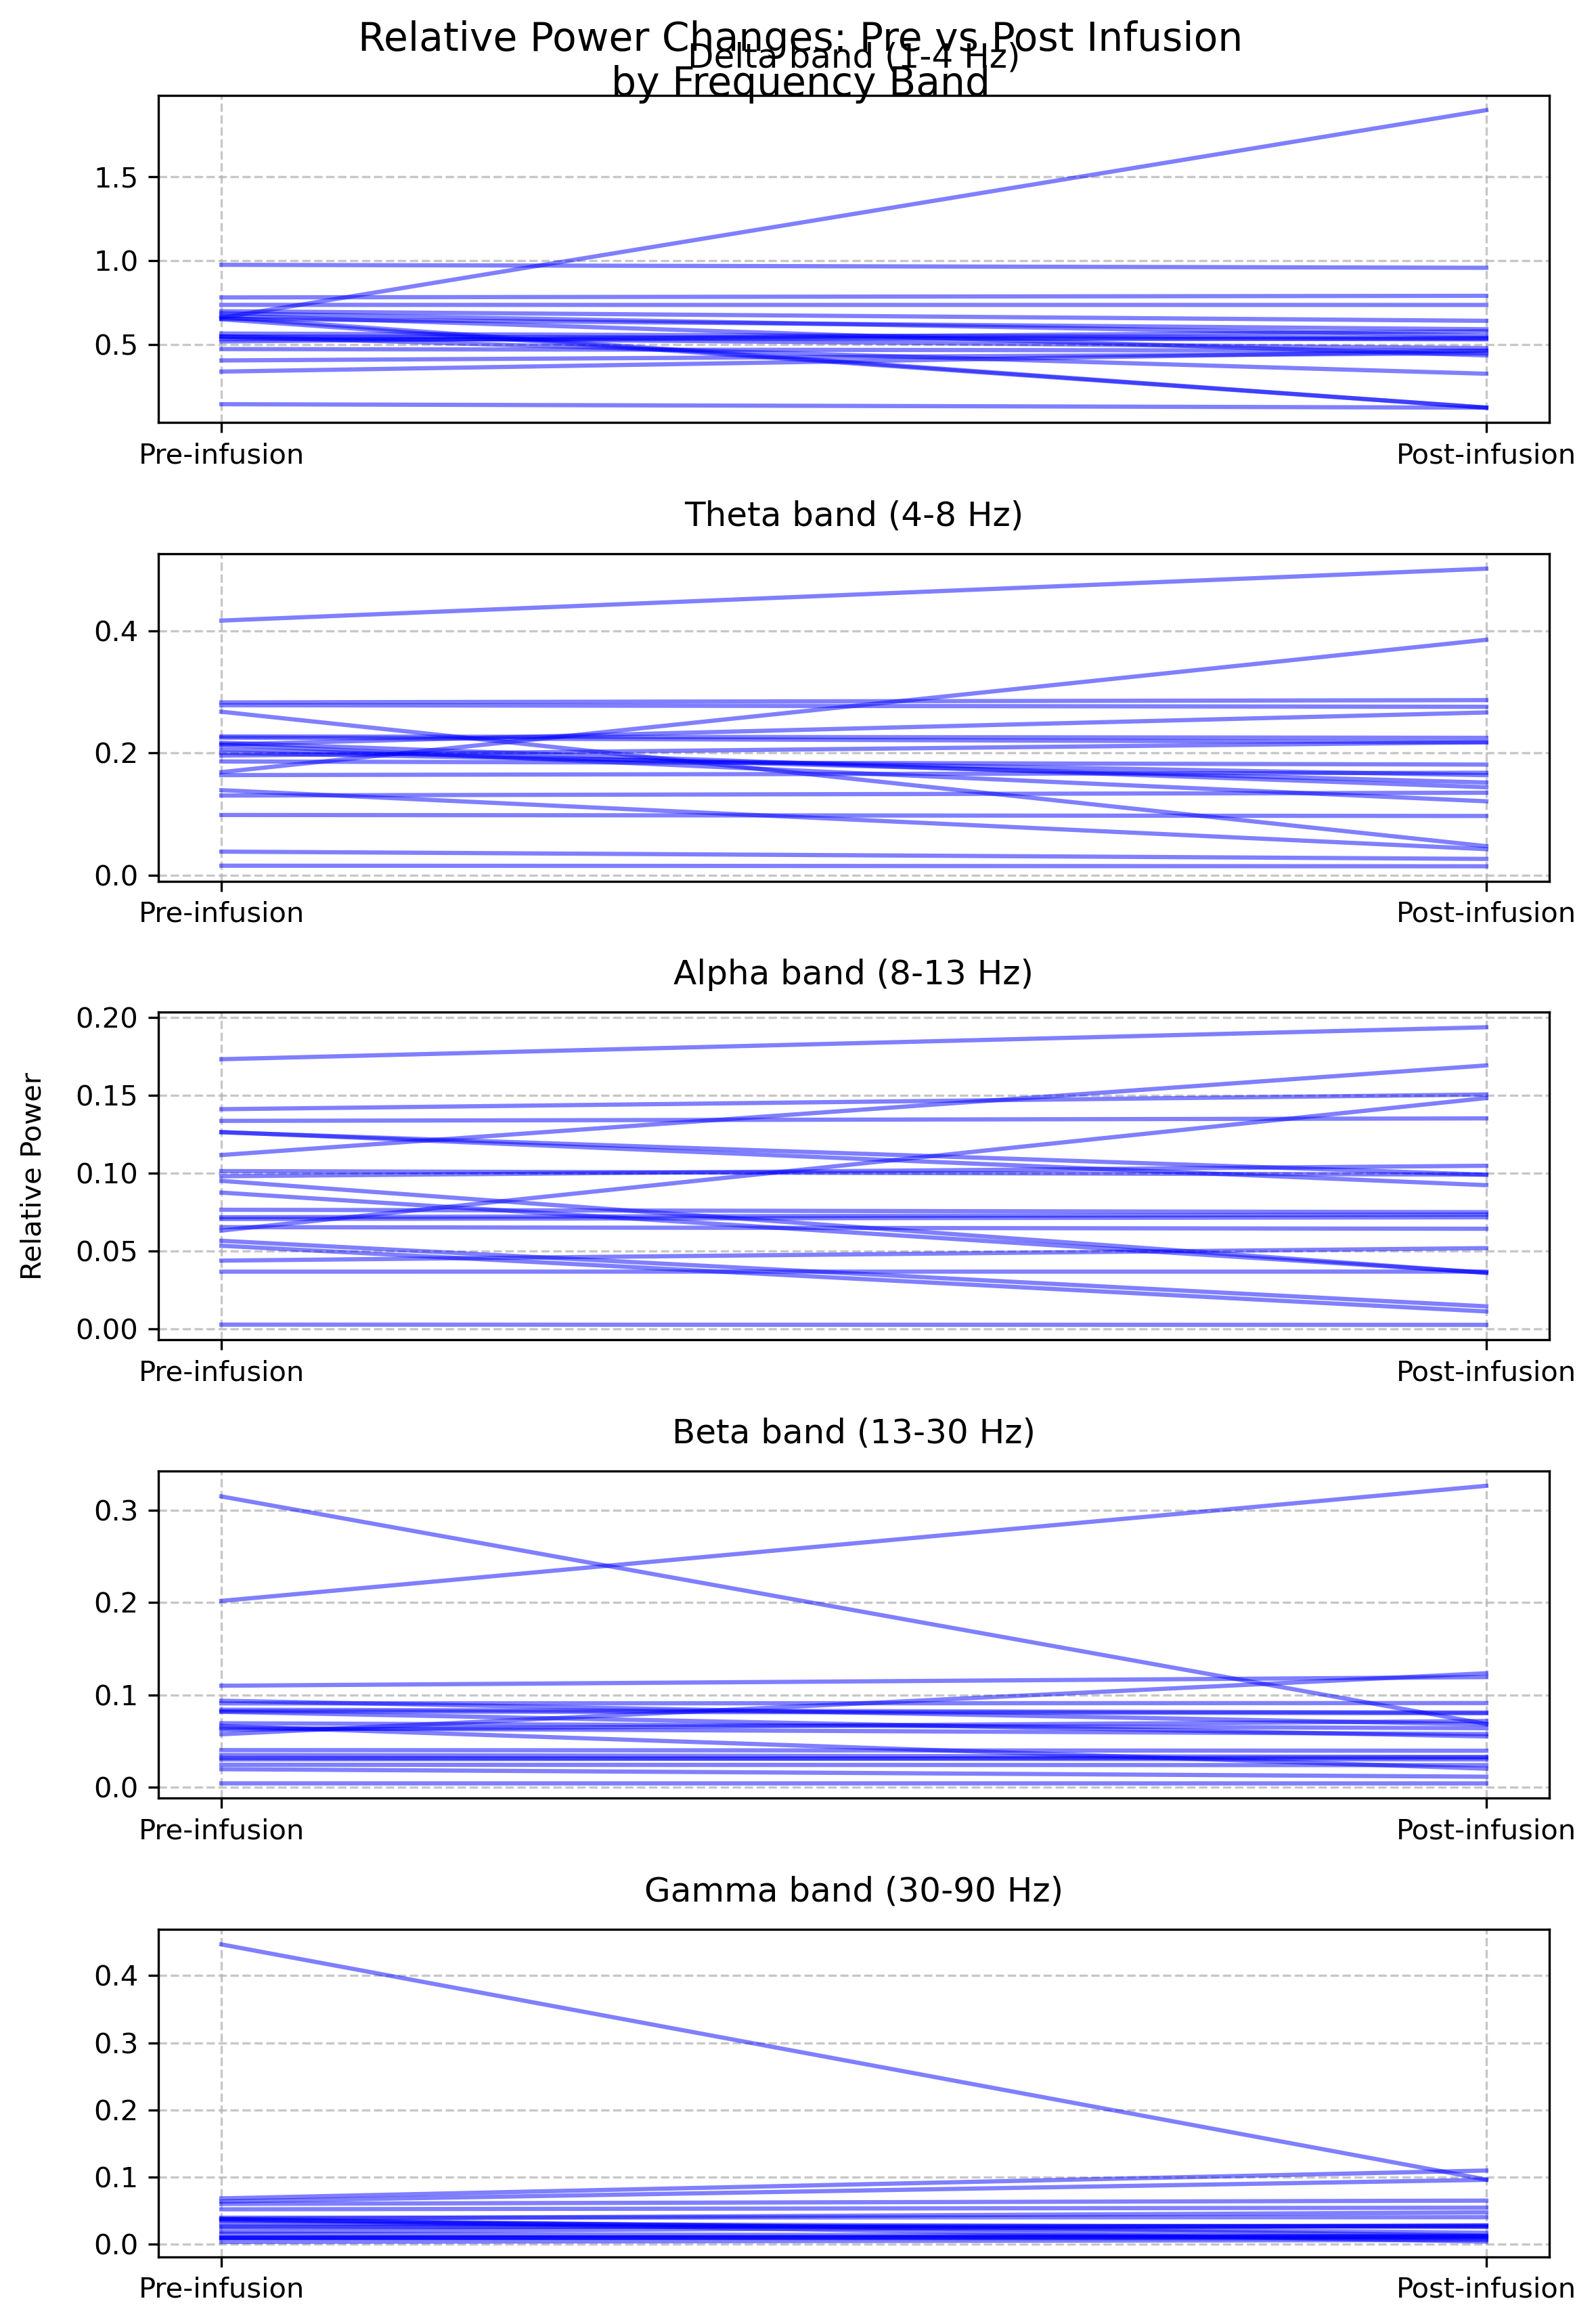 Relative Power Changes: Pre vs Post Infusion
by Frequency Band
Delta band (1-4 Hz)
1.5
1.0
0.5
Pre-infusion
Post-infusion
Theta band (4-8 Hz)
0.4
0.2
0.0
Pre-infusion
Post-infusion
Alpha band (8-13 Hz)
Relative Power
0.20
0.15
0.10
0.05
0.00
Pre-infusion
Post-infusion
Beta band (13-30 Hz)
0.3
0.2
0.1
0.0
Pre-infusion
Post-infusion
Gamma band (30-90 Hz)
0.4
0.3
0.2
0.1
0.0
Pre-infusion
Post-infusion